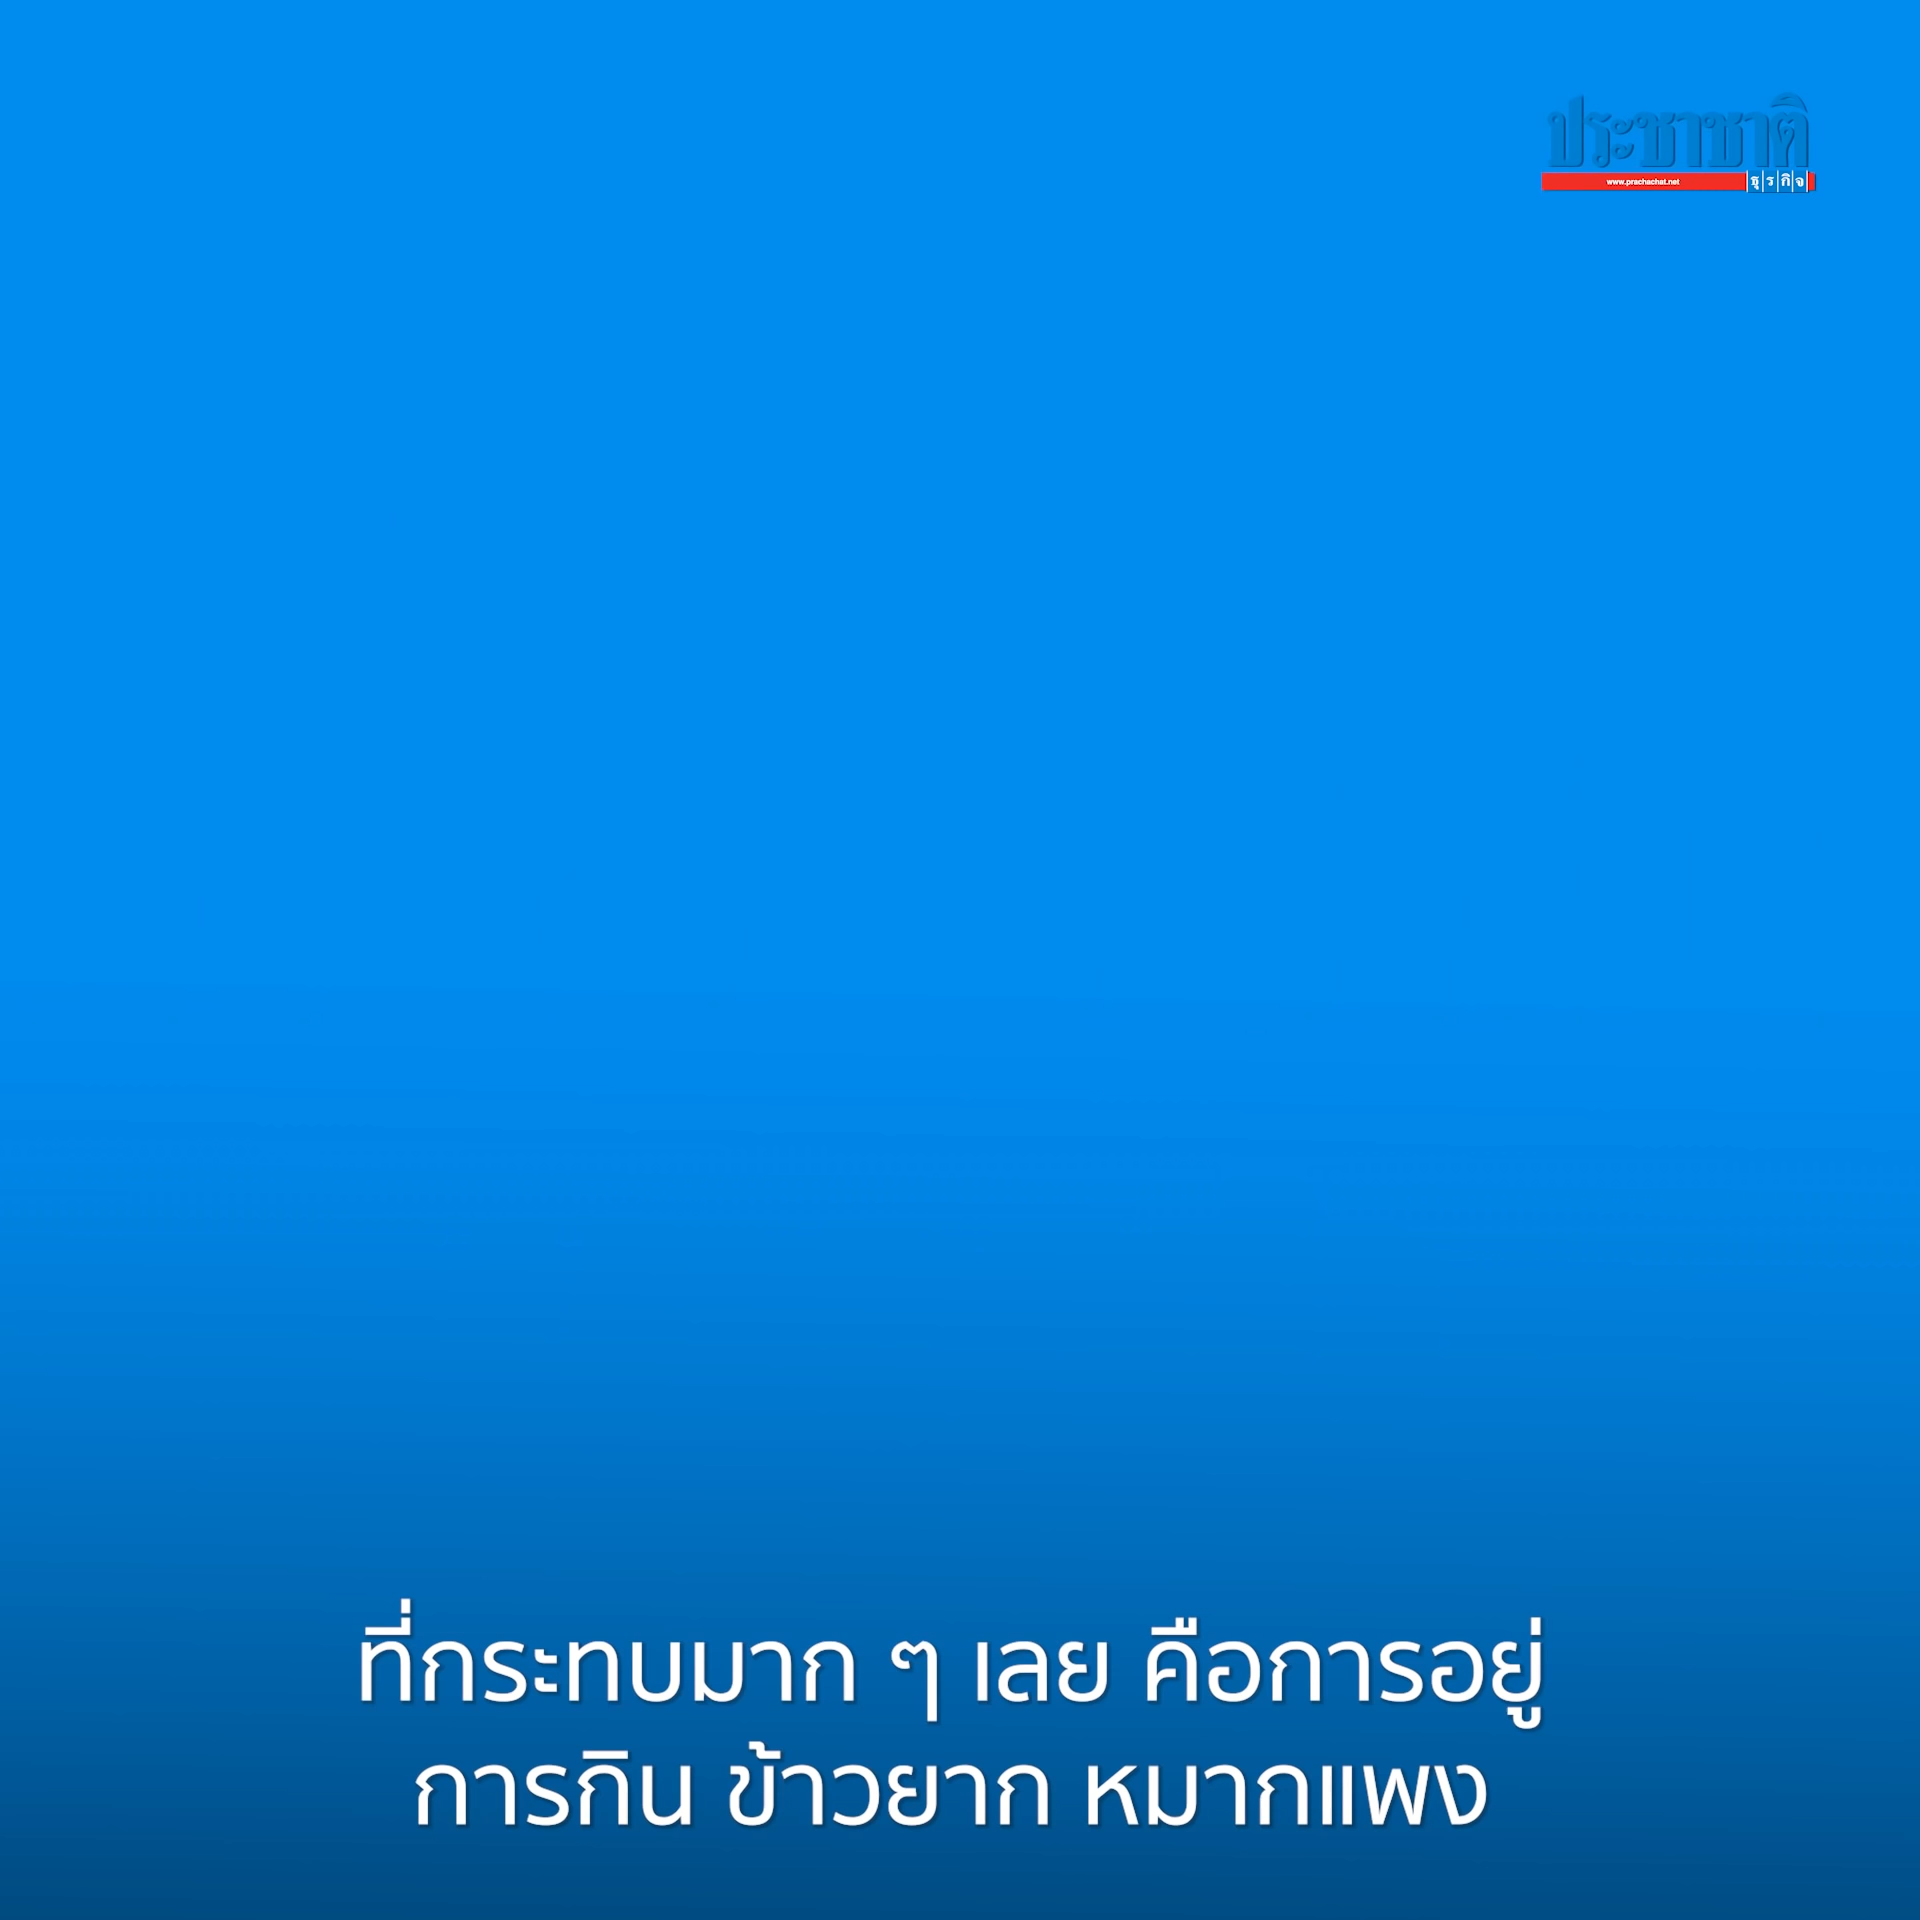 ประชาชาติ
www.prachachat.net ธุรกิจ
ที่กระทบมาก ๆ เลย คือการอยู่
การกิน ข้าวยาก หมากแพง